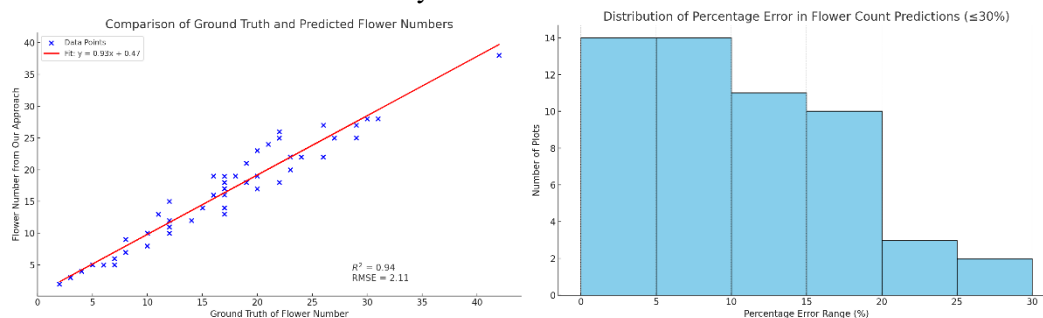 Comparison of Ground Truth and Predicted Flower Numbers
Data Points
Fit: y = 0.93x + 0.47
40
35
30
25
20
15
10
5
Flower Number from Our Approach
R² = 0.94
RMSE = 2.11
0 5 10 15 20 25 30 35 40
Ground Truth of Flower Number
Distribution of Percentage Error in Flower Count Predictions (≤30%)
14
12
10
8
6
4
2
0
Number of Plots
0 5 10 15 20 25 30
Percentage Error Range (%)